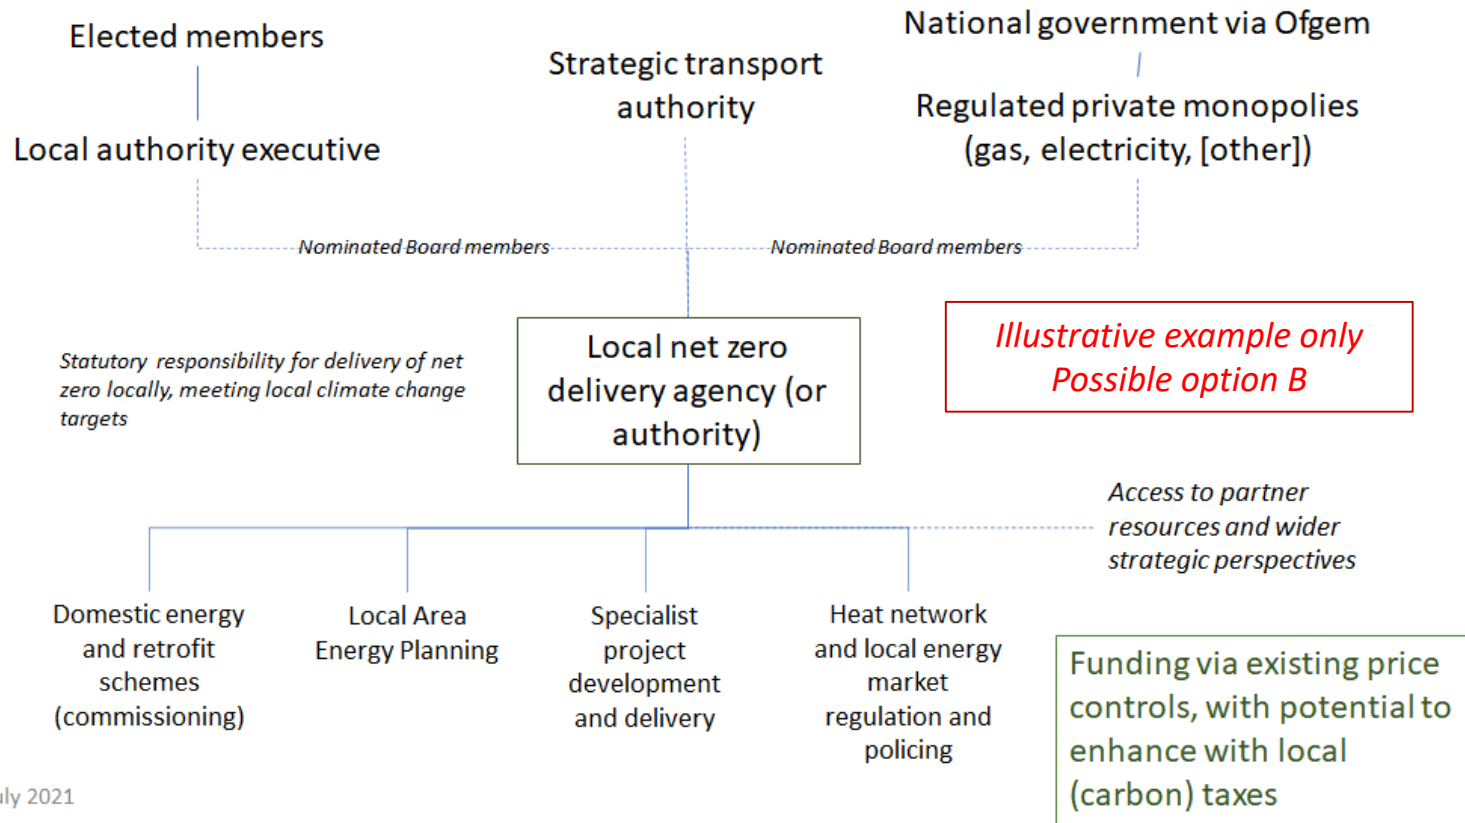 Elected members
Local authority executive
Strategic transport
authority
National government via Ofgem
Regulated private monopolies
(gas, electricity, [other])
Nominated Board members
Nominated Board members
Statutory responsibility for delivery of net
zero locally, meeting local climate change
targets
Local net zero
delivery agency (or
authority)
Illustrative example only
Possible option B
Access to partner
resources and wider
strategic perspectives
Domestic energy
and retrofit
schemes
(commissioning)
Local Area
Energy Planning
Specialist
project
development
and delivery
Heat network
and local energy
market
regulation and
policing
Funding via existing price
controls, with potential to
enhance with local
(carbon) taxes
uly 2021